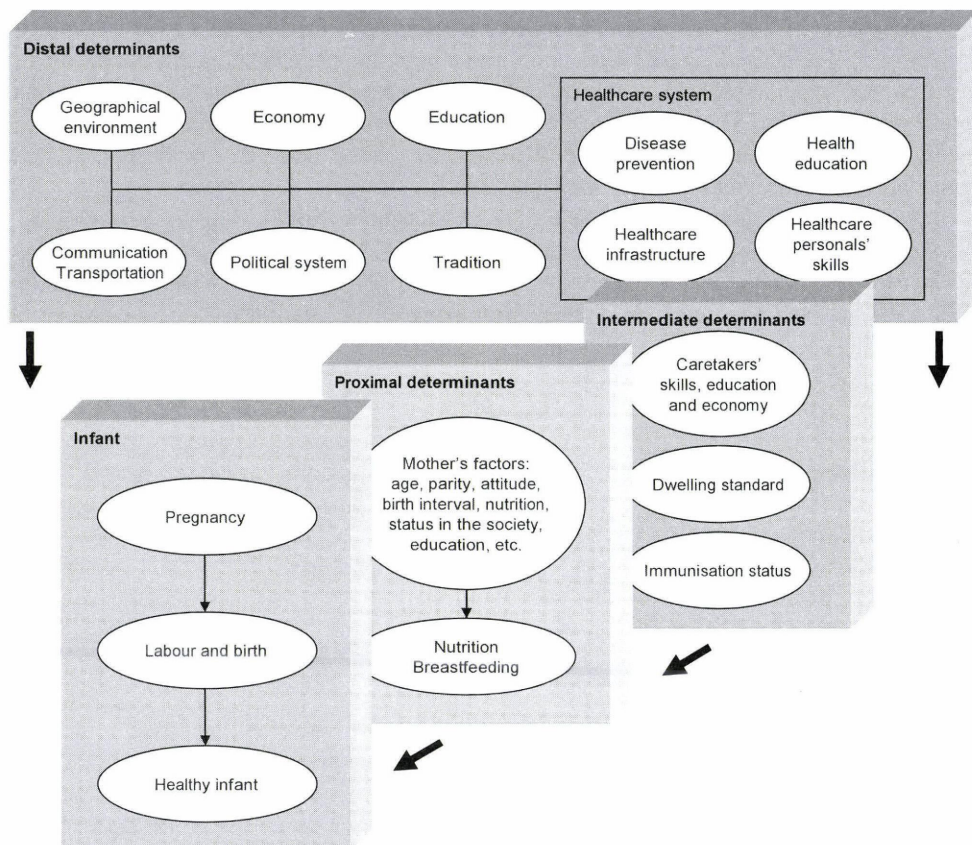 Distal determinants
Geographical
environment
Economy
Education
Communication
Transportation
Political system
Tradition
Healthcare system
Disease
prevention
Health
education
Healthcare
infrastructure
Healthcare
personals'
skills
Intermediate determinants
Caretakers'
skills, education
and economy
Dwelling standard
Immunisation status
Proximal determinants
Mother's factors:
age, parity, attitude,
birth interval, nutrition,
status in the society,
education, etc.
Nutrition
Breastfeeding
Infant
Pregnancy
Labour and birth
Healthy infant